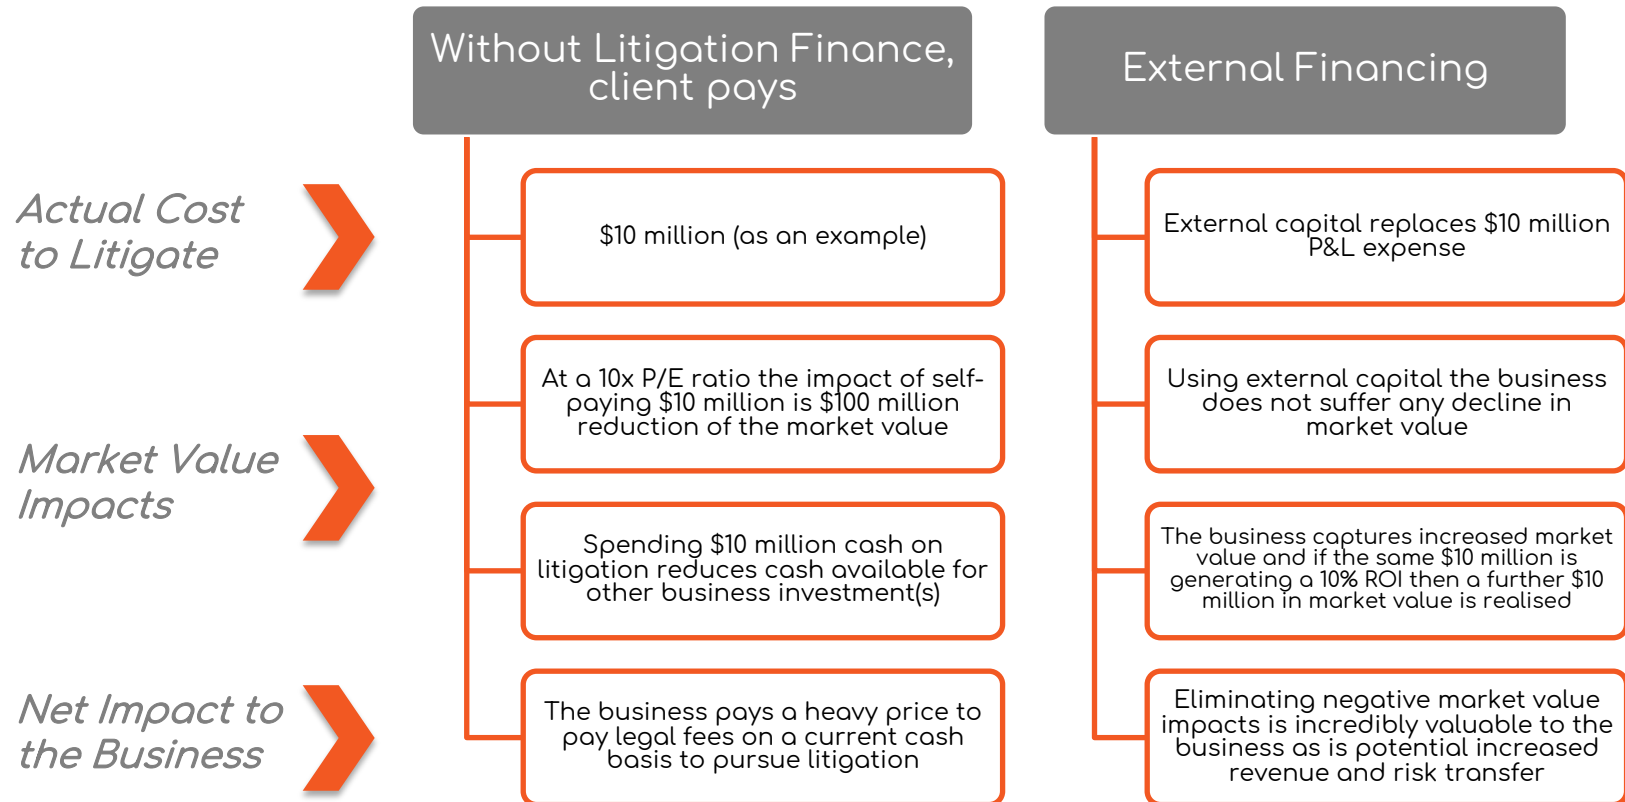 Without Litigation Finance,
client pays
External Financing
Actual Cost
to Litigate
$10 million (as an example)
External capital replaces $10 million
P&L expense
Market Value
Impacts
At a 10x P/E ratio the impact of self-
paying $10 million is $100 million
reduction of the market value
Using external capital the business
does not suffer any decline in
market value
Spending $10 million cash on
litigation reduces cash available for
other business investment(s)
The business captures increased market
value and if the same $10 million is
generating a 10% ROI then a further $10
million in market value is realised
Net Impact to
the Business
The business pays a heavy price to
pay legal fees on a current cash
basis to pursue litigation
Eliminating negative market value
impacts is incredibly valuable to the
business as is potential increased
revenue and risk transfer